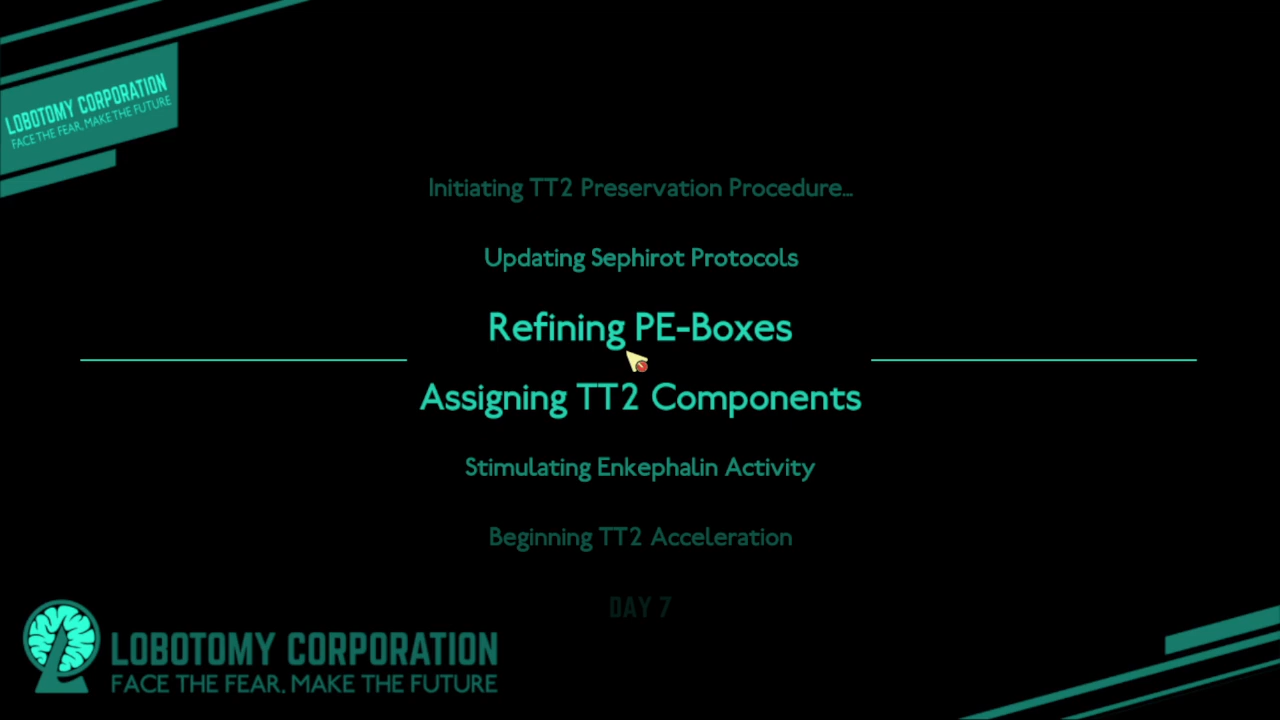 LOBOTOMY CORPORATION
FACE THE FEAR, MAKE THE FUTURE
Initiating TT2 Preservation Procedure...
Updating Sephirot Protocols
Refining PE-Boxes
Assigning TT2 Components
Stimulating Enkephalin Activity
Beginning TT2 Acceleration
DAY 7
LOBOTOMY CORPORATION
FACE THE FEAR, MAKE THE FUTURE